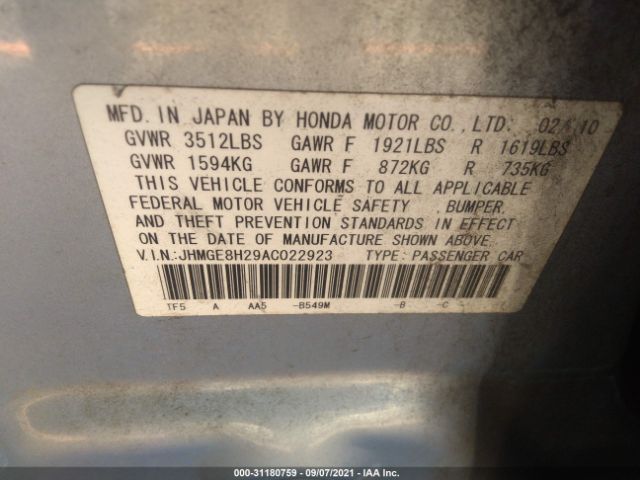 MFD. IN JAPAN BY HONDA MOTOR CO., LTD. 02/10
GVWR 3512LBS GAWR F 1921LBS R 1619LBS
GVWR 1594KG GAWR F 872KG R 735KG
THIS VEHICLE CONFORMS TO ALL APPLICABLE
FEDERAL MOTOR VEHICLE SAFETY , BUMPER,
AND THEFT PREVENTION STANDARDS IN EFFECT
ON THE DATE OF MANUFACTURE SHOWN ABOVE.
V.I.N.:JHMGE8H29AC022923 TYPE: PASSENGER CAR
TF5 A AA5 -B549M -B -C -
000-31180759 - 09/07/2021 - IAA Inc.